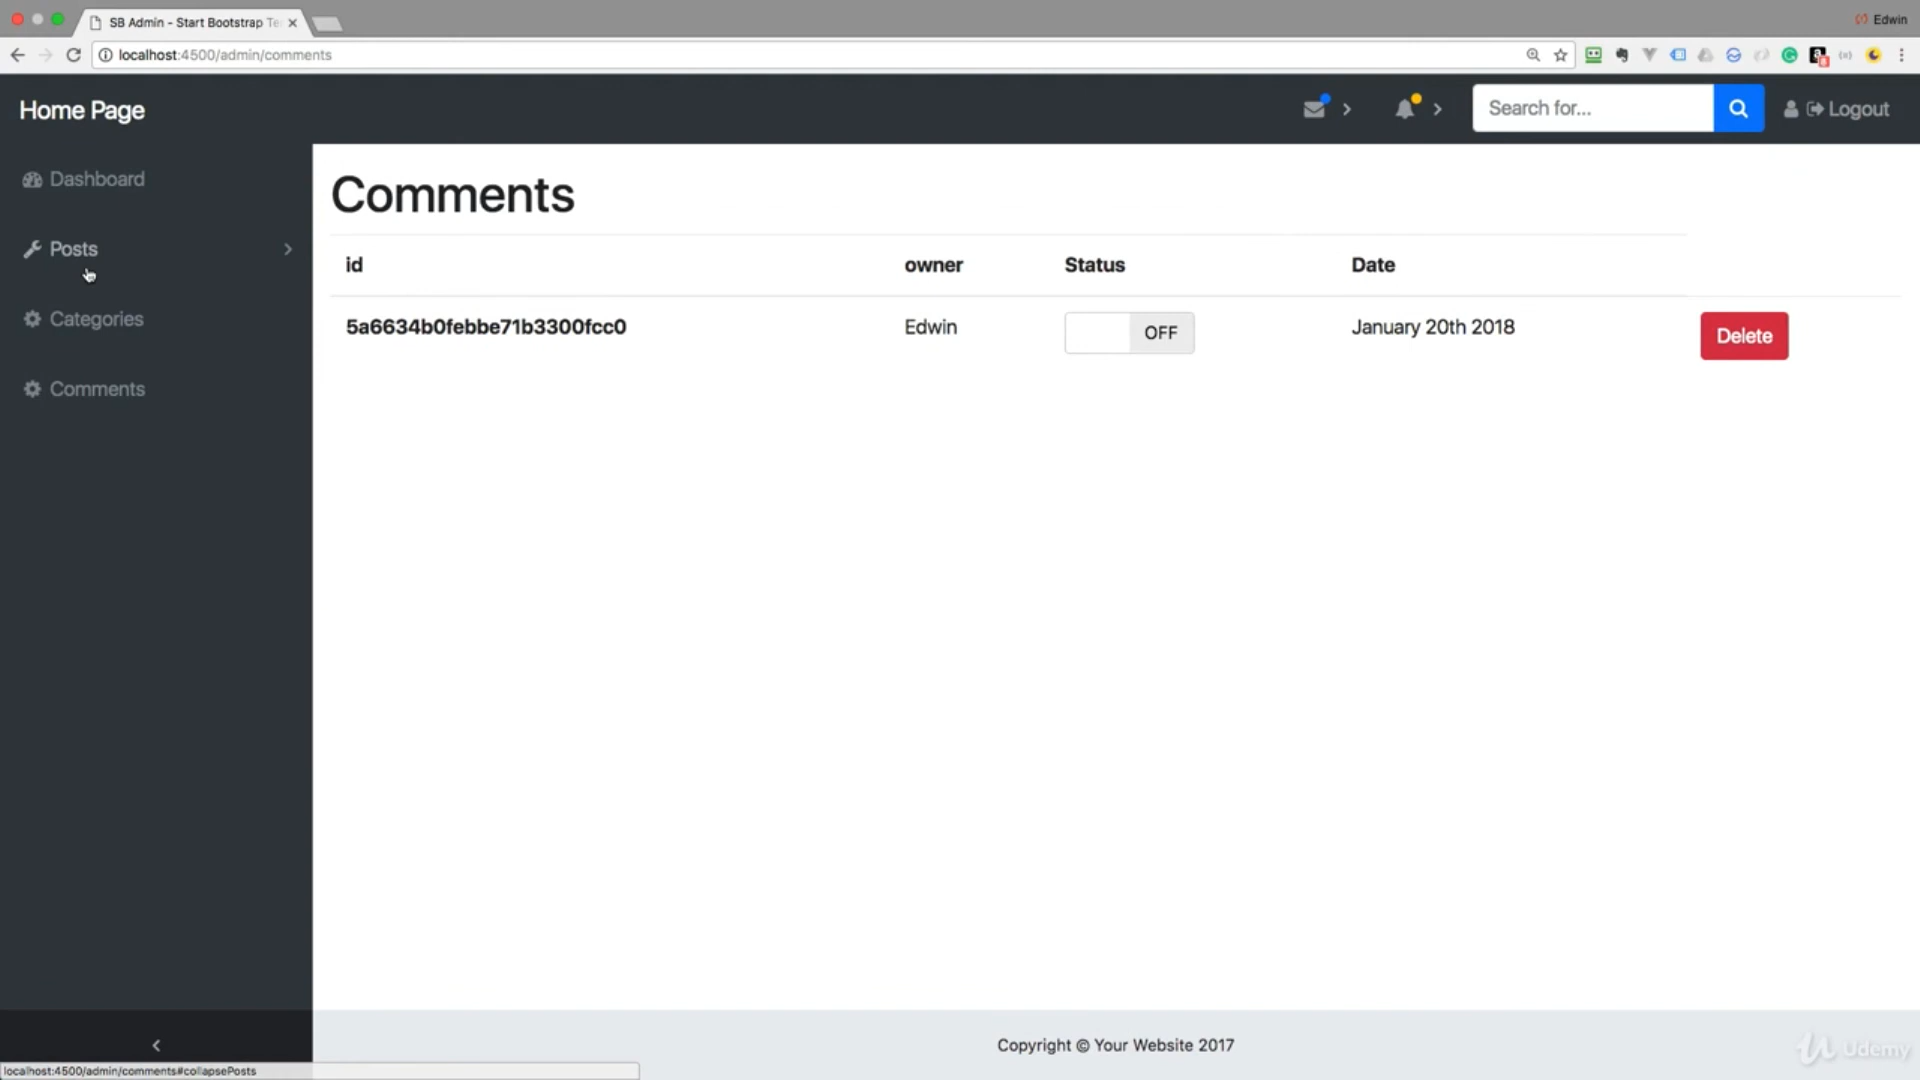 SB Admin - Start Bootstrap Te
Edwin
localhost:4500/admin/comments
Home Page
Search for...
Logout
Dashboard
Posts
Categories
Comments
Comments
id owner Status Date
5a6634b0febbe71b3300fcc0 Edwin OFF January 20th 2018 Delete
Copyright © Your Website 2017
Udemy
localhost:4500/admin/comments#collapsePosts